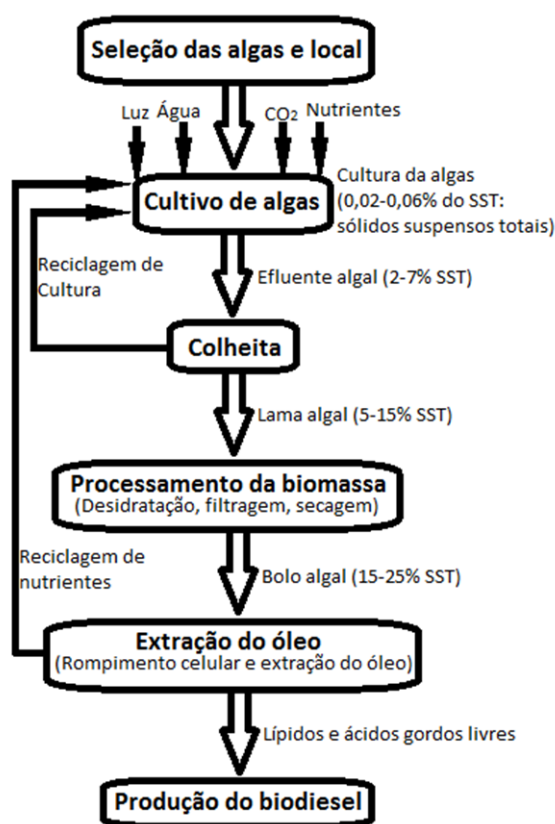 Seleção das algas e local
Luz
Água
CO₂
Nutrientes
Cultivo de algas
Cultura da algas
(0,02-0,06% do SST:
sólidos suspensos totais)
Reciclagem de
Cultura
Efluente algal (2-7% SST)
Colheita
Lama algal (5-15% SST)
Processamento da biomassa
(Desidratação, filtragem, secagem)
Reciclagem de
nutrientes
Bolo algal (15-25% SST)
Extração do óleo
(Rompimento celular e extração do óleo)
Lípidos e ácidos gordos livres
Produção do biodiesel